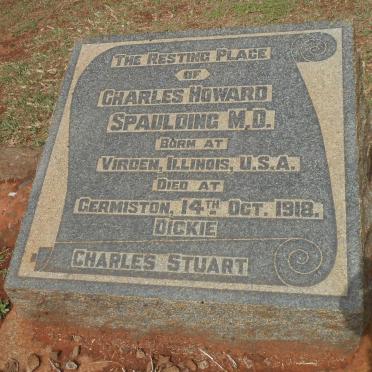 The Resting Place
of
Charles Howard
Spaulding M.D.
Born at
Virden, Illinois, U.S.A.
Died at
Germiston, 14TH Oct. 1918.
Dickie
Charles Stuart